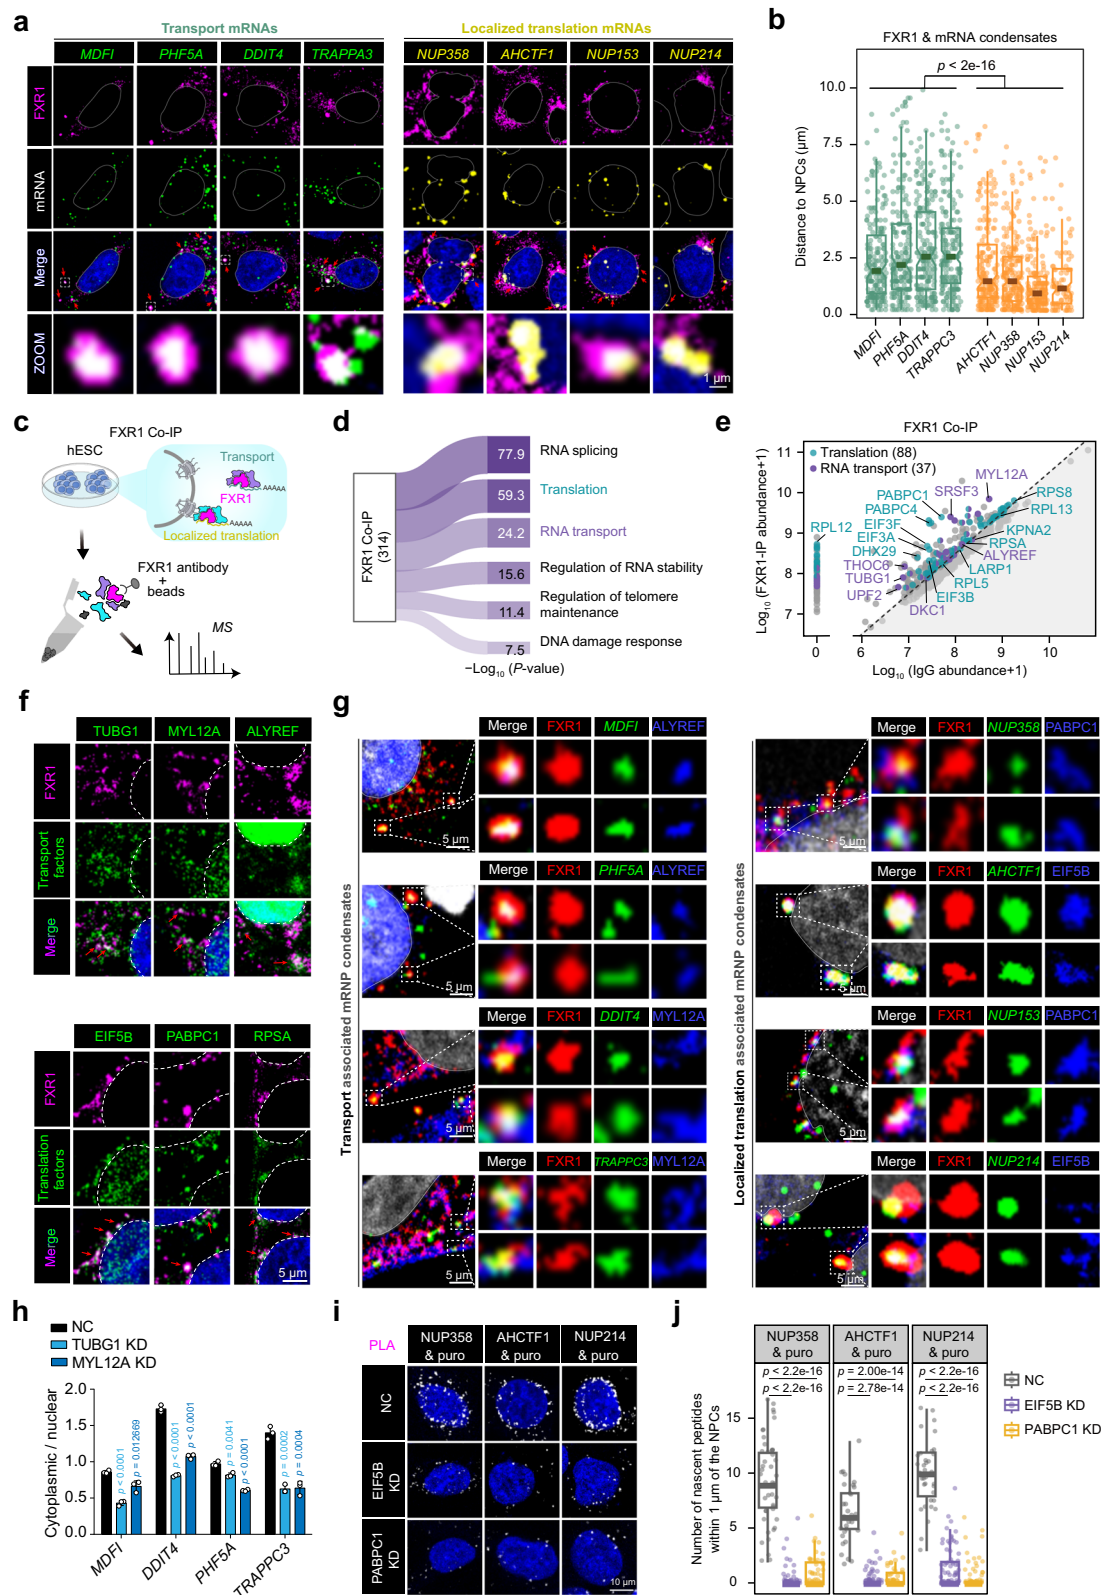 a
Transport mRNAs
Localized translation mRNAs
MDFI PHF5A DDIT4 TRAPPA3
NUP358 AHCTF1 NUP153 NUP214
FXR1
mRNA
Merge
ZOOM
1 μm
b
FXR1 & mRNA condensates
p < 2e-16
Distance to NPCs (μm)
10.0
7.5
5.0
2.5
0.0
MDFI PHF5A DDIT4 TRAPPC3 AHCTF1 NUP358 NUP153 NUP214
c
FXR1 Co-IP
hESC
Transport
AAAAA
FXR1
AAAA
Localized translation
FXR1 antibody
+
beads
MS
d
FXR1 Co-IP
(314)
77.9 RNA splicing
59.3 Translation
24.2 RNA transport
15.6 Regulation of RNA stability
11.4 Regulation of telomere
maintenance
7.5 DNA damage response
−Log10 (P-value)
e
FXR1 Co-IP
Log10 (FXR1-IP abundance+1)
11
10
9
8
7
Translation (88)
RNA transport (37)
MYL12A
PABPC1
SRSF3
RPS8
PABPC4
RPL13
RPL12
EIF3F
KPNA2
EIF3A
RPSA
DHX29
ALYREF
THOC6
LARP1
TUBG1
RPL5
UPF2
EIF3B
DKC1
0 6 7 8 9 10
Log10 (IgG abundance+1)
f
TUBG1 MYL12A ALYREF
FXR1
Transport
factors
Merge
EIF5B PABPC1 RPSA
FXR1
Translation
factors
Merge
5 μm
g
Transport associated mRNP condensates
Merge FXR1 MDFI ALYREF
5 μm
Merge FXR1 PHF5A ALYREF
5 μm
Merge FXR1 DDIT4 MYL12A
5 μm
Merge FXR1 TRAPPC3 MYL12A
5 μm
Localized translation associated mRNP condensates
Merge FXR1 NUP358 PABPC1
5 μm
Merge FXR1 AHCTF1 EIF5B
5 μm
Merge FXR1 NUP153 PABPC1
5 μm
Merge FXR1 NUP214 EIF5B
5 μm
h
NC
TUBG1 KD
MYL12A KD
Cytoplasmic / nuclear
2.0
1.5
1.0
0.5
0.0
p < 0.0001
p = 0.012669
p < 0.0001
p < 0.0001
p = 0.0041
p < 0.0001
p = 0.0002
p = 0.0004
MDFI DDIT4 PHF5A TRAPPC3
i
PLA
NUP358
& puro
AHCTF1
& puro
NUP214
& puro
NC
EIF5B
KD
PABPC1
KD
10 μm
j
NUP358
& puro
AHCTF1
& puro
NUP214
& puro
p < 2.2e-16
p < 2.2e-16
p = 2.00e-14
p = 2.78e-14
p < 2.2e-16
p < 2.2e-16
Number of nascent peptides
within 1 μm of the NPCs
15
10
5
0
NC
EIF5B KD
PABPC1 KD